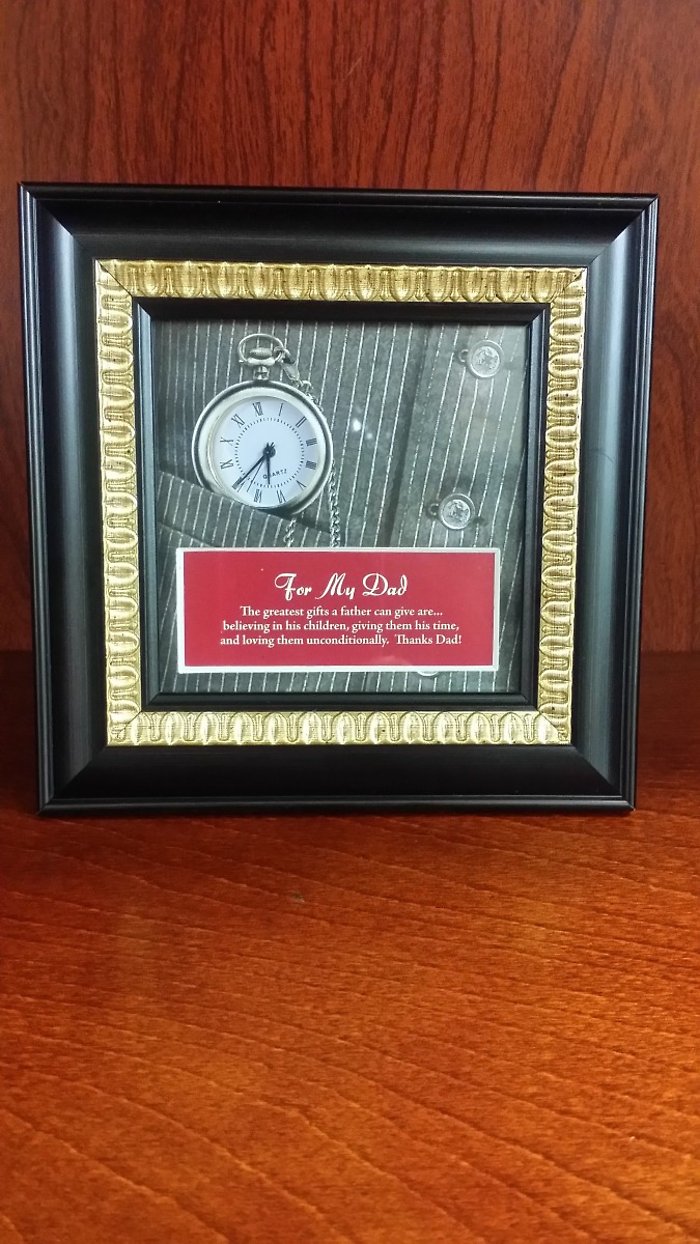 QUARTZ
For My Dad
The greatest gifts a father can give are...
believing in his children, giving them his time,
and loving them unconditionally. Thanks Dad!